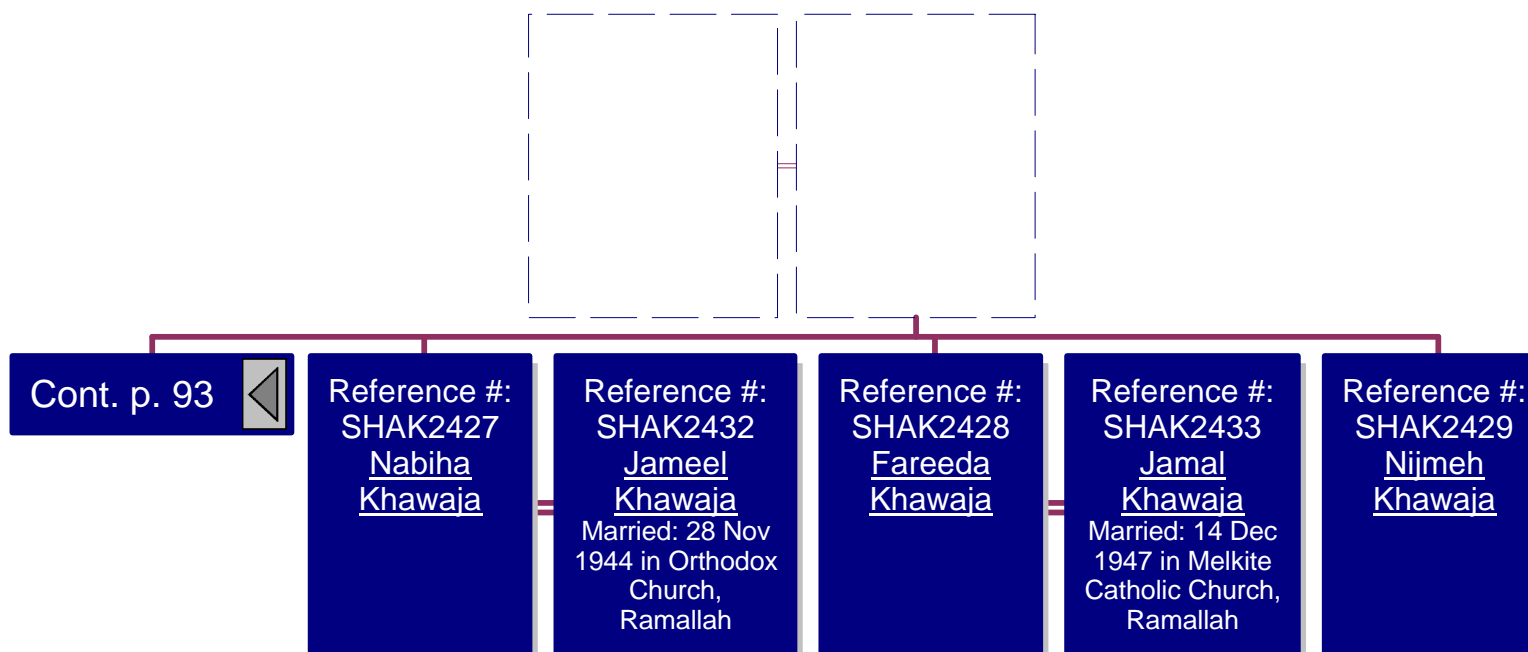 Cont. p. 93
Reference #:
SHAK2427
Nabiha
Khawaja
Reference #:
SHAK2432
Jameel
Khawaja
Married: 28 Nov
1944 in Orthodox
Church,
Ramallah
Reference #:
SHAK2428
Fareeda
Khawaja
Reference #:
SHAK2433
Jamal
Khawaja
Married: 14 Dec
1947 in Melkite
Catholic Church,
Ramallah
Reference #:
SHAK2429
Nijmeh
Khawaja